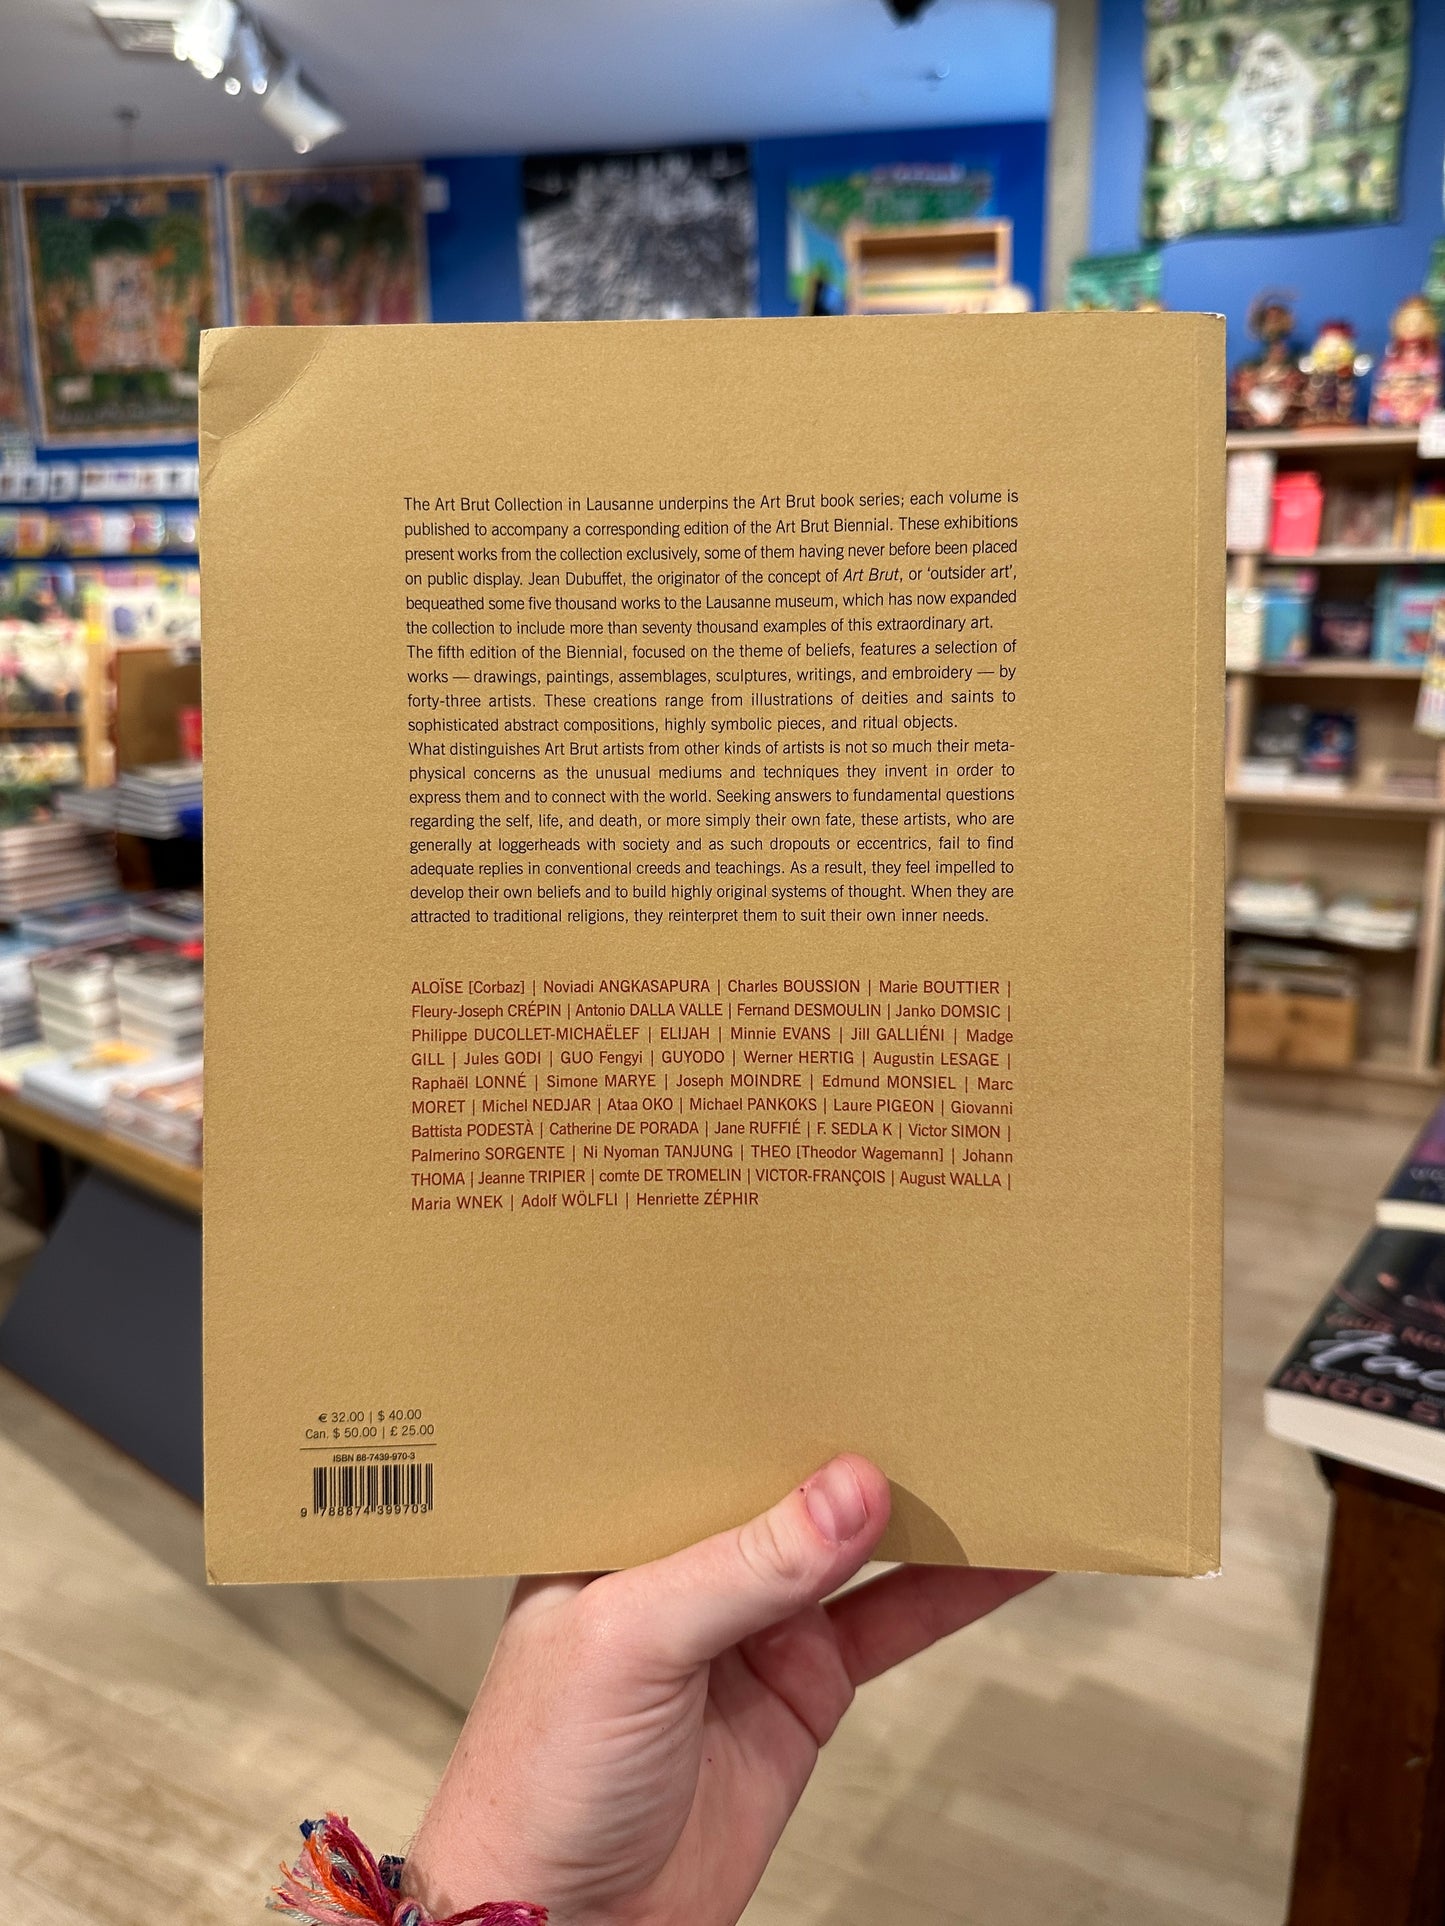 The Art Brut Collection in Lausanne underpins the Art Brut book series; each volume is
published to accompany a corresponding edition of the Art Brut Biennial. These exhibitions
present works from the collection exclusively, some of them having never before been placed
on public display. Jean Dubuffet, the originator of the concept of Art Brut, or ‘outsider art’,
bequeathed some five thousand works to the Lausanne museum, which has now expanded
the collection to include more than seventy thousand examples of this extraordinary art.
The fifth edition of the Biennial, focused on the theme of beliefs, features a selection of
works — drawings, paintings, assemblages, sculptures, writings, and embroidery — by
forty-three artists. These creations range from illustrations of deities and saints to
sophisticated abstract compositions, highly symbolic pieces, and ritual objects.
What distinguishes Art Brut artists from other kinds of artists is not so much their meta-
physical concerns as the unusual mediums and techniques they invent in order to
express them and to connect with the world. Seeking answers to fundamental questions
regarding the self, life, and death, or more simply their own fate, these artists, who are
generally at loggerheads with society and as such dropouts or eccentrics, fail to find
adequate replies in conventional creeds and teachings. As a result, they feel impelled to
develop their own beliefs and to build highly original systems of thought. When they are
attracted to traditional religions, they reinterpret them to suit their own inner needs.
ALOÏSE [Corbaz] | Noviadi ANGKASAPURA | Charles BOUSSION | Marie BOUTTIER |
Fleury-Joseph CRÉPIN | Antonio DALLA VALLE | Fernand DESMOULIN | Janko DOMSIC |
Philippe DUCOLLET-MICHAËLEF | ELIJAH | Minnie EVANS | Jill GALLIÉNI | Madge
GILL | Jules GODI | GUO Fengyi | GUYODO | Werner HERTIG | Augustin LESAGE |
Raphaël LONNÉ | Simone MARYE | Joseph MOINDRE | Edmund MONSIEL | Marc
MORET | Michel NEDJAR | Ataa OKO | Michael PANKOKS | Laure PIGEON | Giovanni
Battista PODESTÀ | Catherine DE PORADA | Jane RUFFIÉ | F. SEDLA K | Victor SIMON |
Palmerino SORGENTE | Ni Nyoman TANJUNG | THEO [Theodor Wagemann] | Johann
THOMA | Jeanne TRIPIER | comte DE TROMELIN | VICTOR-FRANÇOIS | August WALLA |
Maria WNEK | Adolf WÖLFLI | Henriette ZÉPHIR
€ 32.00 | $ 40.00
Can. $ 50.00 | £ 25.00
ISBN 88-7439-970-3
9 788874 399703
INGO S